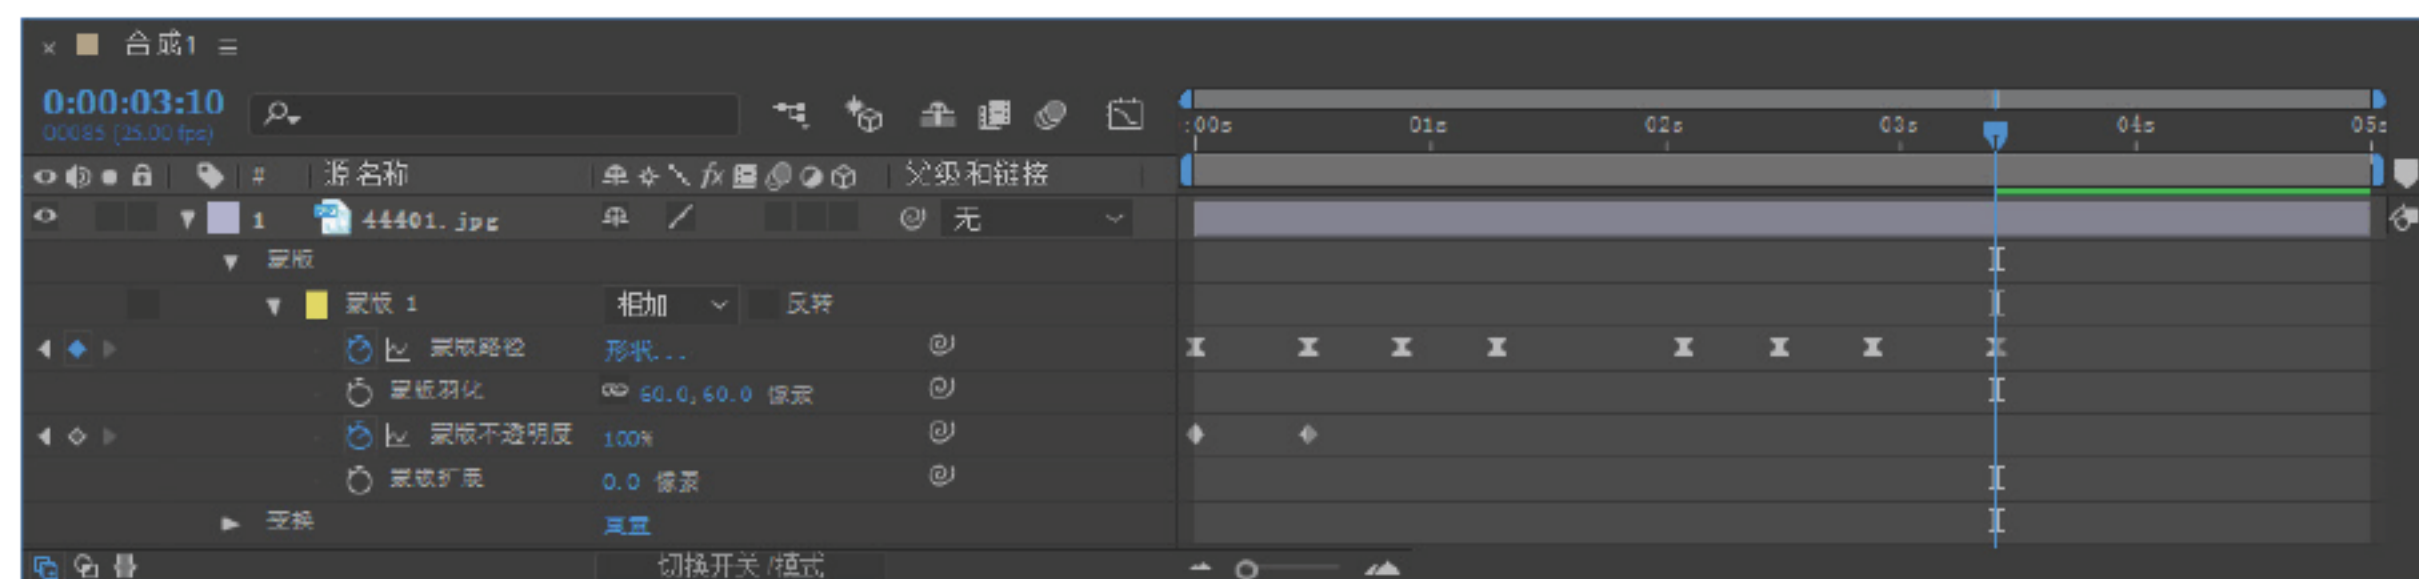 合成1
0:00:03:10
00085 (25.00 fps)
:00s 01s 02s 03s 04s 05s
# 源名称 fx 父级和链接
1 44401.jpg 无
蒙版
蒙版 1 相加 反转
蒙版路径 形状...
蒙版羽化 60.0,60.0 像素
蒙版不透明度 100%
蒙版扩展 0.0 像素
变换 重置
切换开关/模式